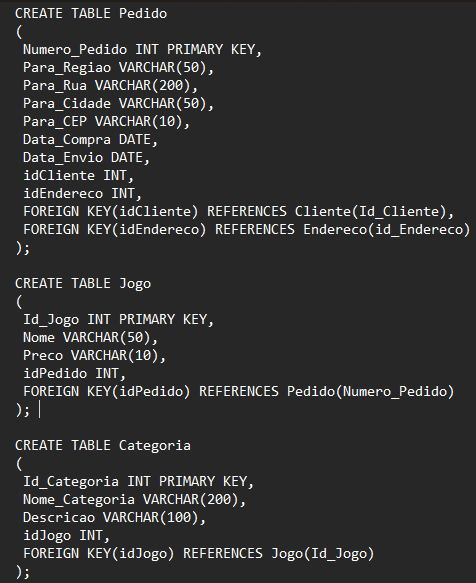 CREATE TABLE Pedido
(
Numero_Pedido INT PRIMARY KEY,
Para_Regiao VARCHAR(50),
Para_Rua VARCHAR(200),
Para_Cidade VARCHAR(50),
Para_CEP VARCHAR(10),
Data_Compra DATE,
Data_Envio DATE,
idCliente INT,
idEndereco INT,
FOREIGN KEY(idCliente) REFERENCES Cliente(Id_Cliente),
FOREIGN KEY(idEndereco) REFERENCES Endereco(id_Endereco)
);
CREATE TABLE Jogo
(
Id_Jogo INT PRIMARY KEY,
Nome VARCHAR(50),
Preco VARCHAR(10),
idPedido INT,
FOREIGN KEY(idPedido) REFERENCES Pedido(Numero_Pedido)
);
CREATE TABLE Categoria
(
Id_Categoria INT PRIMARY KEY,
Nome_Categoria VARCHAR(200),
Descricao VARCHAR(100),
idJogo INT,
FOREIGN KEY(idJogo) REFERENCES Jogo(Id_Jogo)
);